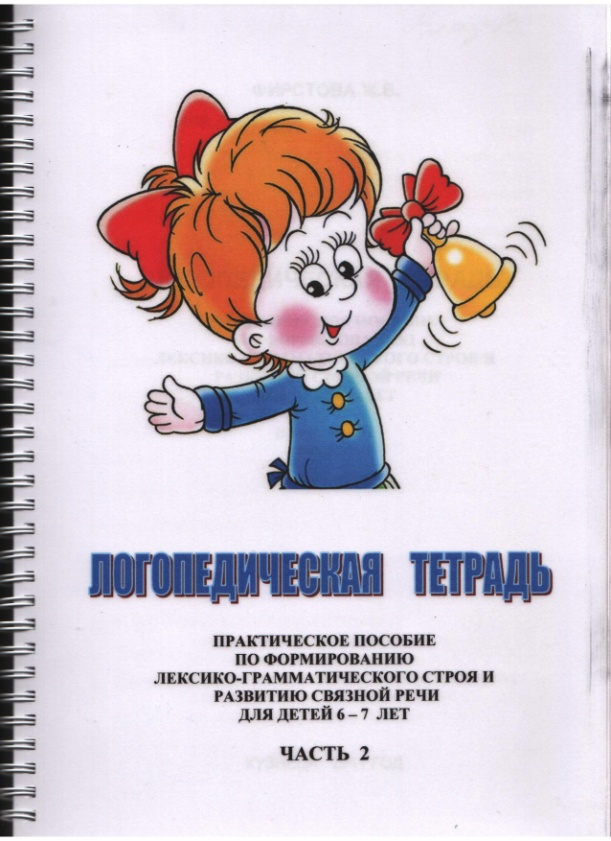 ЛОГОПЕДИЧЕСКАЯ ТЕТРАДЬ
ПРАКТИЧЕСКОЕ ПОСОБИЕ
ПО ФОРМИРОВАНИЮ
ЛЕКСИКО-ГРАММАТИЧЕСКОГО СТРОЯ И
РАЗВИТИЮ СВЯЗНОЙ РЕЧИ
ДЛЯ ДЕТЕЙ 6 – 7 ЛЕТ
ЧАСТЬ 2